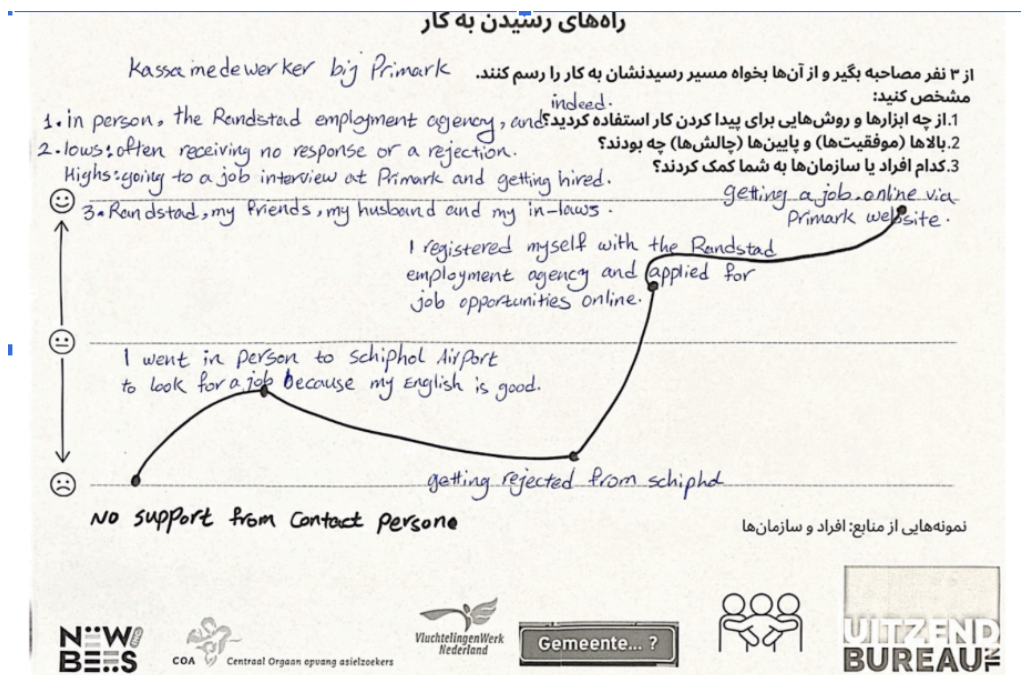 راه‌های رسیدن به کار
Kassamedewerker bij Primark
از ۳ نفر مصاحبه بگیر و از آن‌ها بخواه مسیر رسیدنشان به کار را رسم کنند.
مشخص کنید:
1.از چه ابزارها و روش‌هایی برای پیدا کردن کار استفاده کردید؟
2.بالاها (موفقیت‌ها) و پایین‌ها (چالش‌ها) چه بودند؟
3.کدام افراد یا سازمان‌ها به شما کمک کردند؟
1. in person, the Randstad employment agency, and indeed.
2. lows: often receiving no response or a rejection.
Highs: going to a job interview at Primark and getting hired.
3. Randstad, my friends, my husband and my in-laws.
getting a job online via
Primark website.
I registered myself with the Randstad
employment agency and applied for
job opportunities online.
I went in person to schiphol Airport
to look for a job because my English is good.
getting rejected from schiphol
No support from contact persone
نمونه‌هایی از منابع: افراد و سازمان‌ها
NEW BEES
COA Centraal Orgaan opvang asielzoekers
VluchtelingenWerk
Nederland
Gemeente... ?
UITZEND
BUREAU